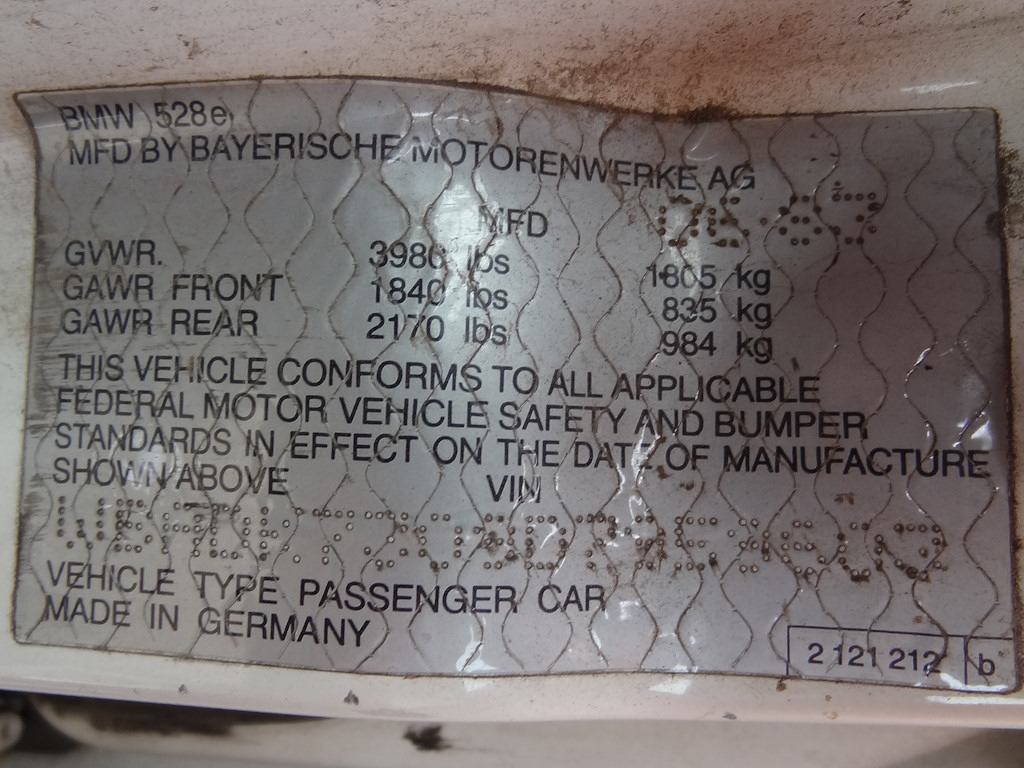 BMW 528e
MFD BY BAYERISCHE MOTORENWERKE AG
MFD
GVWR. 3980 lbs 1805 kg
GAWR FRONT 1840 lbs 835 kg
GAWR REAR 2170 lbs 984 kg
THIS VEHICLE CONFORMS TO ALL APPLICABLE
FEDERAL MOTOR VEHICLE SAFETY AND BUMPER
STANDARDS IN EFFECT ON THE DATE OF MANUFACTURE
SHOWN ABOVE VIN
VEHICLE TYPE PASSENGER CAR
MADE IN GERMANY
2 121 212 b